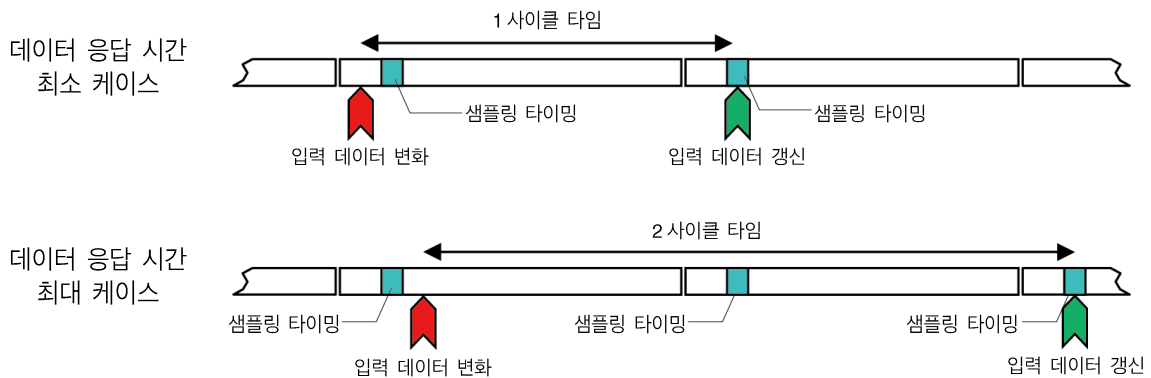 1 사이클 타임
데이터 응답 시간
최소 케이스
샘플링 타이밍
샘플링 타이밍
입력 데이터 변화
입력 데이터 갱신
2 사이클 타임
데이터 응답 시간
최대 케이스
샘플링 타이밍
샘플링 타이밍
샘플링 타이밍
입력 데이터 변화
입력 데이터 갱신